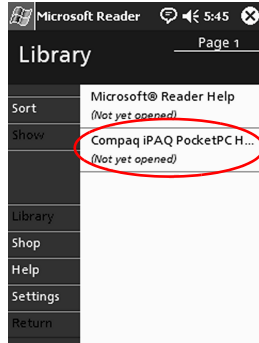 Microsoft Reader 5:45
Library
Page 1
Sort
Show
Library
Shop
Help
Settings
Return
Microsoft® Reader Help
(Not yet opened)
Compaq iPAQ PocketPC H...
(Not yet opened)